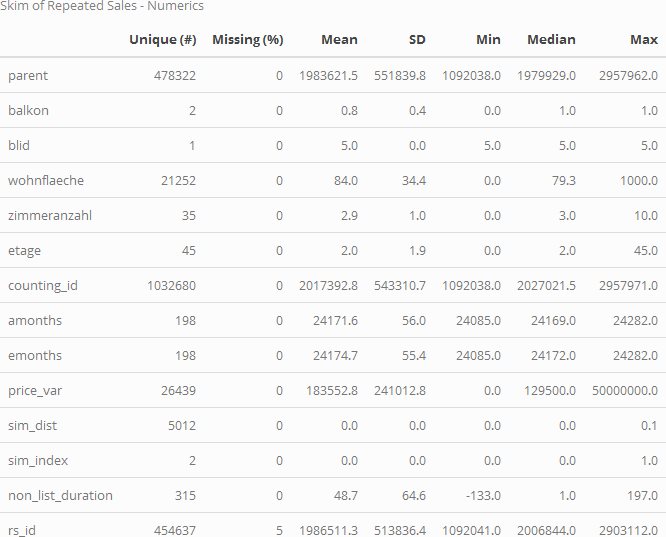 Skim of Repeated Sales - Numerics
Unique (#) Missing (%) Mean SD Min Median Max
parent 478322 0 1983621.5 551839.8 1092038.0 1979929.0 2957962.0
balkon 2 0 0.8 0.4 0.0 1.0 1.0
blid 1 0 5.0 0.0 5.0 5.0 5.0
wohnflaeche 21252 0 84.0 34.4 0.0 79.3 1000.0
zimmeranzahl 35 0 2.9 1.0 0.0 3.0 10.0
etage 45 0 2.0 1.9 0.0 2.0 45.0
counting_id 1032680 0 2017392.8 543310.7 1092038.0 2027021.5 2957971.0
amonths 198 0 24171.6 56.0 24085.0 24169.0 24282.0
emonths 198 0 24174.7 55.4 24085.0 24172.0 24282.0
price_var 26439 0 183552.8 241012.8 0.0 129500.0 50000000.0
sim_dist 5012 0 0.0 0.0 0.0 0.0 0.1
sim_index 2 0 0.0 0.0 0.0 0.0 1.0
non_list_duration 315 0 48.7 64.6 -133.0 1.0 197.0
rs_id 454637 5 1986511.3 513836.4 1092041.0 2006844.0 2903112.0